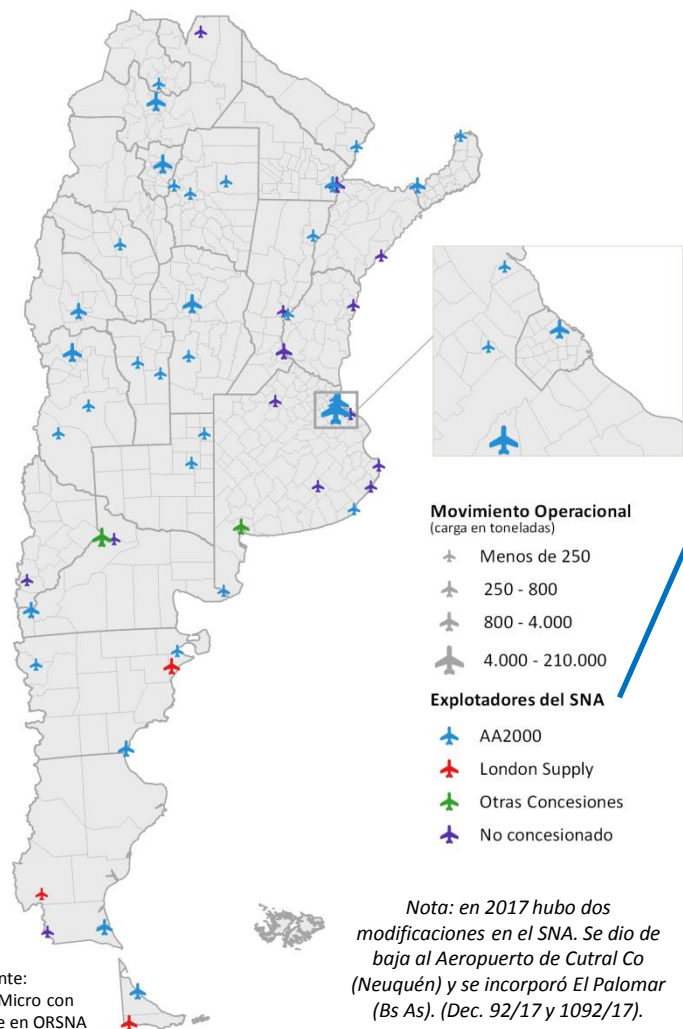 Movimiento Operacional
(carga en toneladas)
Menos de 250
250 - 800
800 - 4.000
4.000 - 210.000
Explotadores del SNA
AA2000
London Supply
Otras Concesiones
No concesionado
Nota: en 2017 hubo dos
modificaciones en el SNA. Se dio de
baja al Aeropuerto de Cutral Co
(Neuquén) y se incorporó El Palomar
(Bs As). (Dec. 92/17 y 1092/17).
nte:
Micro con
e en ORSNA